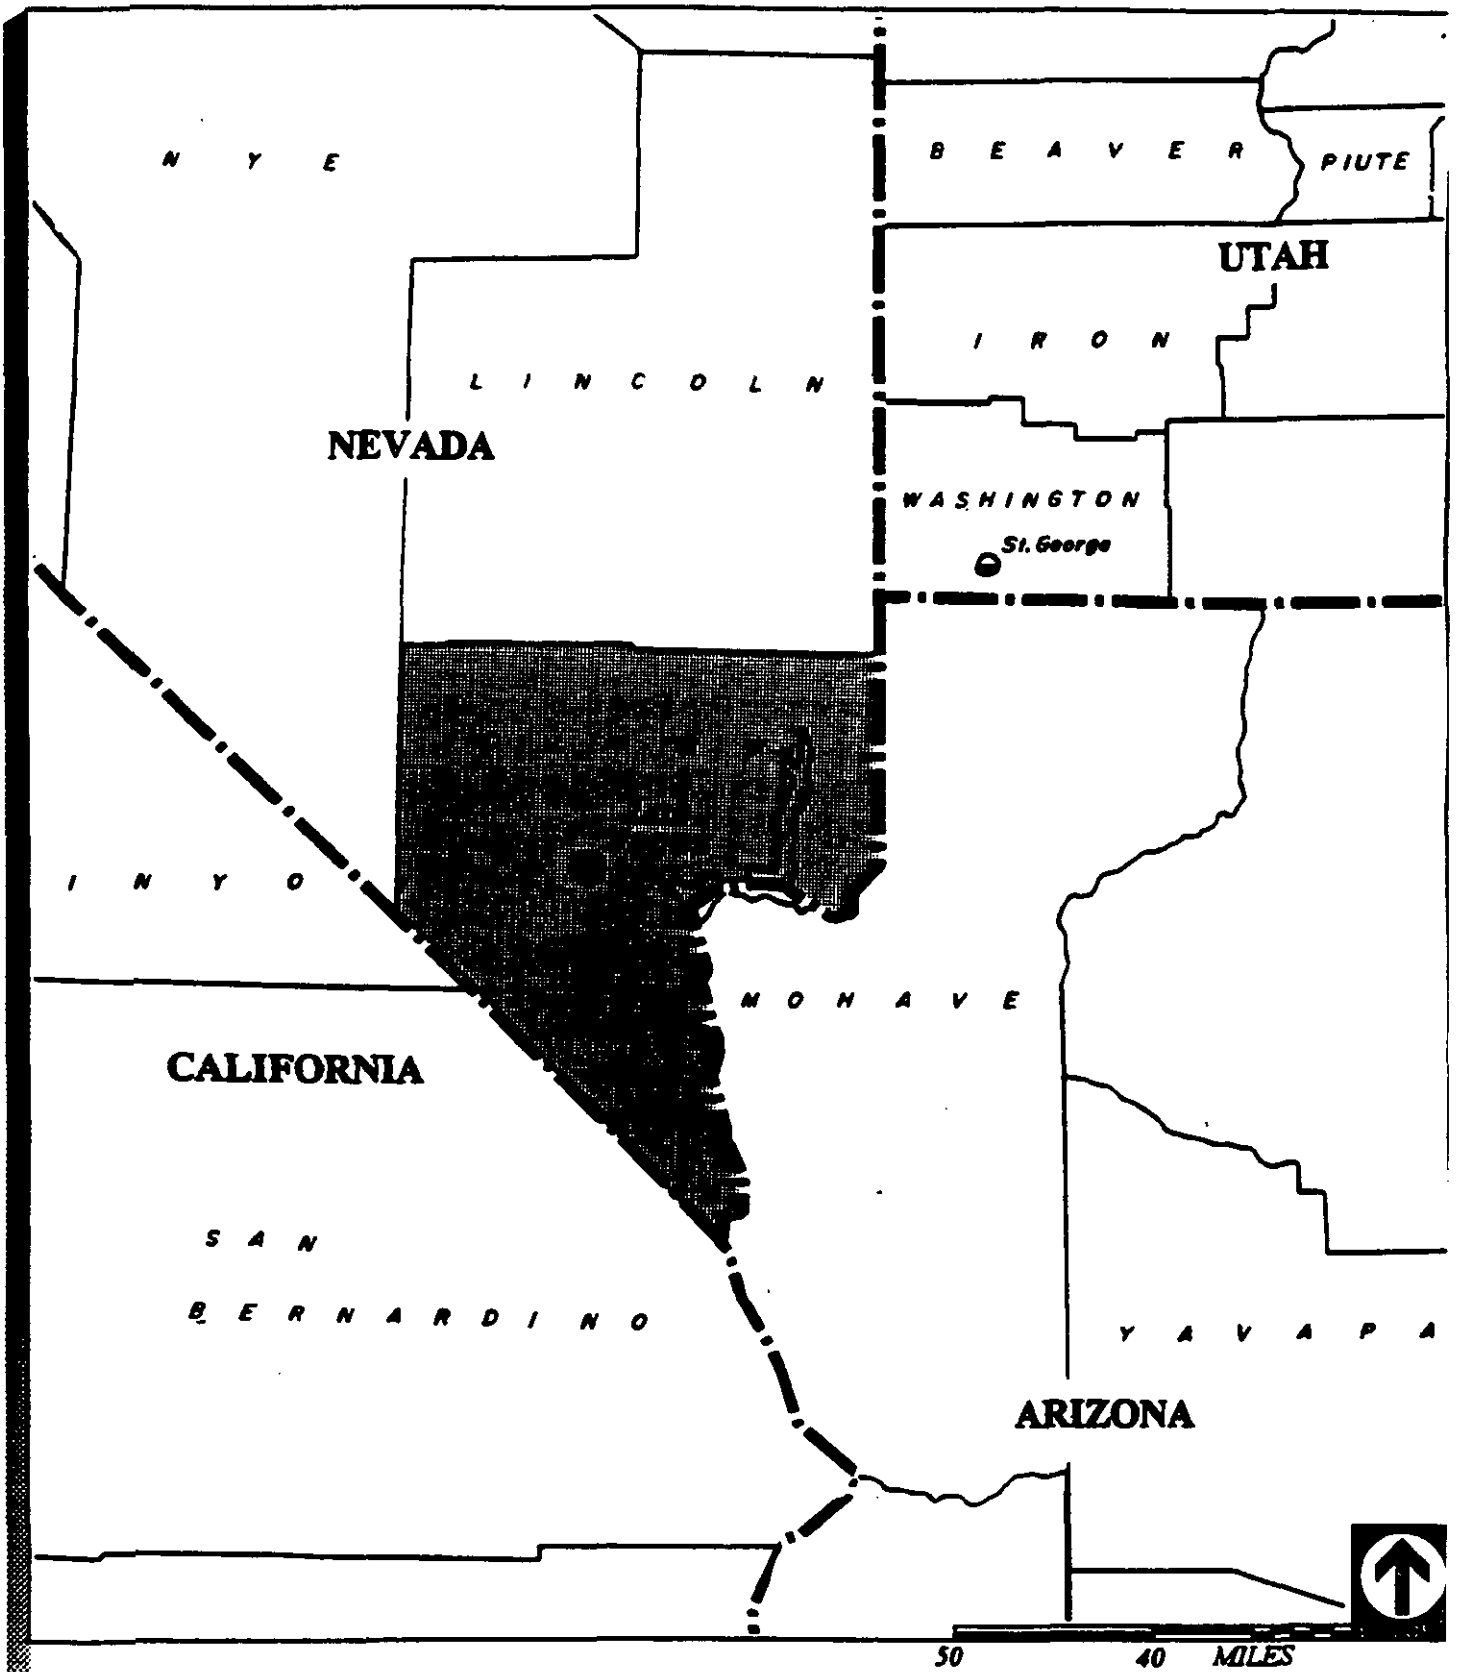 N Y E
B E A V E R
PIUTE
UTAH
I R O N
L I N C O L N
NEVADA
WASHINGTON
St. George
I N Y O
M O H A V E
CALIFORNIA
S A N
B E R N A R D I N O
Y A V A P A
ARIZONA
50 40 MILES